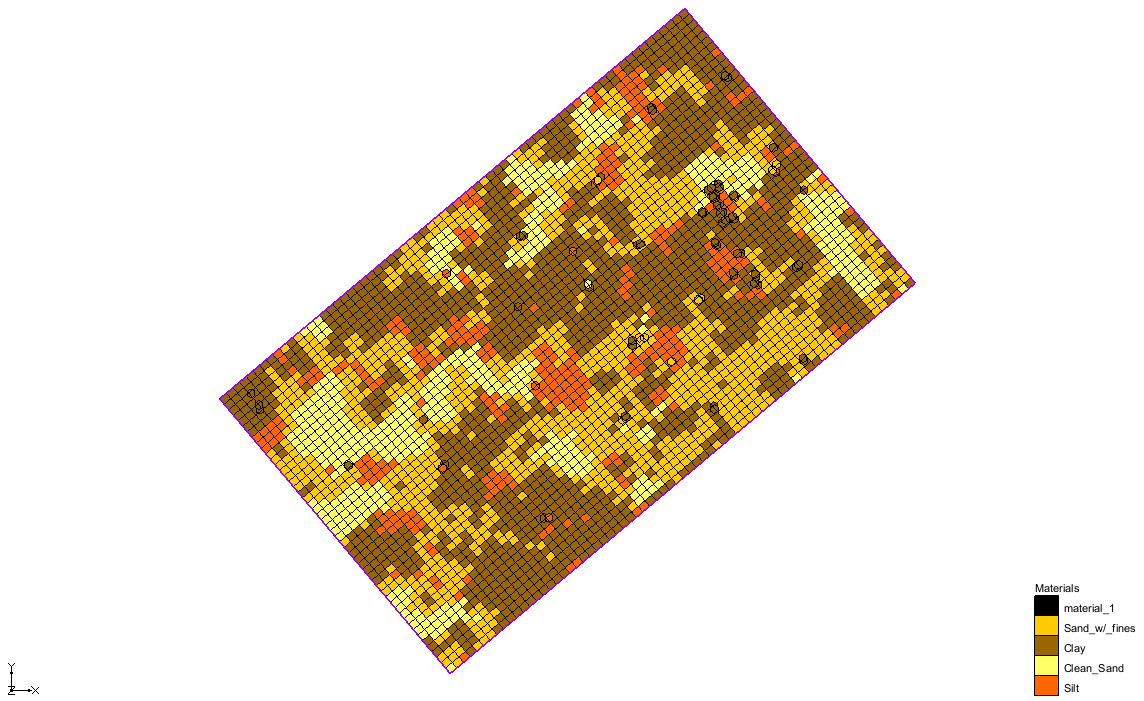 Materials
material_1
Sand_w/_fines
Clay
Clean_Sand
Silt
Y
Z X